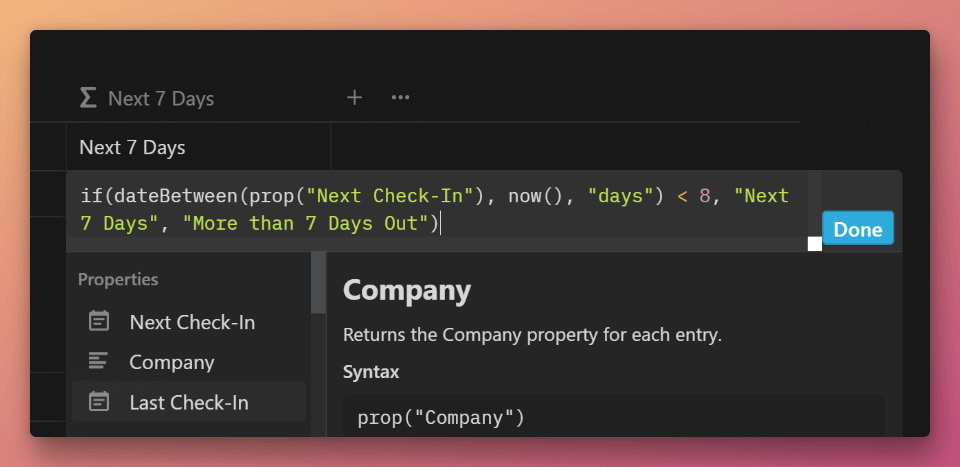 Σ Next 7 Days + •••
Next 7 Days
if(dateBetween(prop("Next Check-In"), now(), "days") < 8, "Next
7 Days", "More than 7 Days Out")
Done
Properties
Next Check-In
Company
Last Check-In
Company
Returns the Company property for each entry.
Syntax
prop("Company")